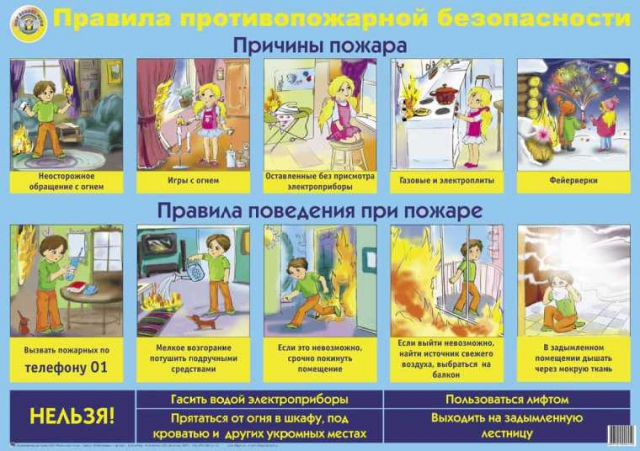 Правила противопожарной безопасности
Причины пожара
Неосторожное
обращение с огнем
Игры с огнем
Оставленные без присмотра
электроприборы
Газовые и электроплиты
Фейерверки
Правила поведения при пожаре
Вызвать пожарных по
телефону 01
Мелкое возгорание
потушить подручными
средствами
Если это невозможно,
срочно покинуть
помещение
Если выйти невозможно,
найти источник свежего
воздуха, выбраться на
балкон
В задымленном
помещении дышать
через мокрую ткань
НЕЛЬЗЯ!
Гасить водой электроприборы
Пользоваться лифтом
Прятаться от огня в шкафу, под
кроватью и других укромных местах
Выходить на задымленную
лестницу